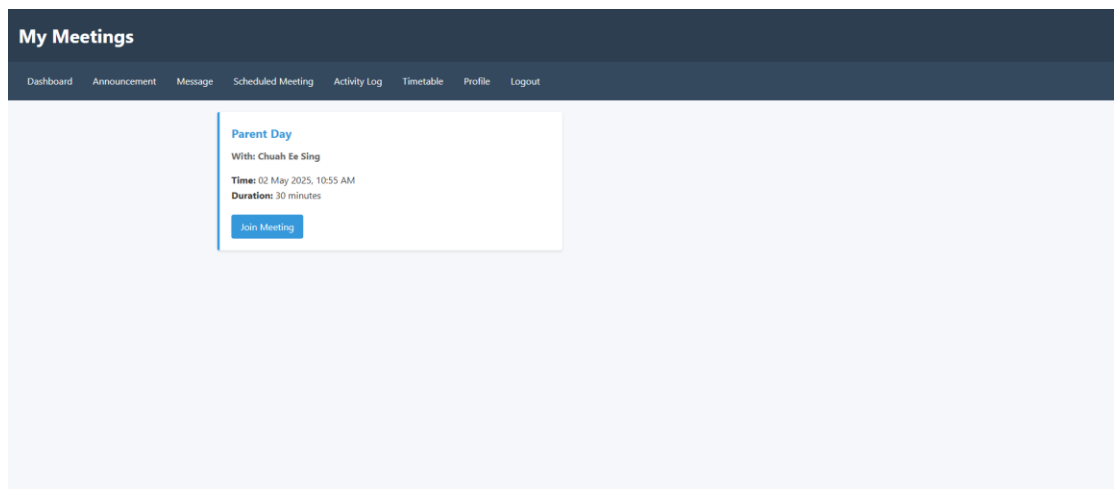 My Meetings
Dashboard Announcement Message Scheduled Meeting Activity Log Timetable Profile Logout
Parent Day
With: Chuah Ee Sing
Time: 02 May 2025, 10:55 AM
Duration: 30 minutes
Join Meeting